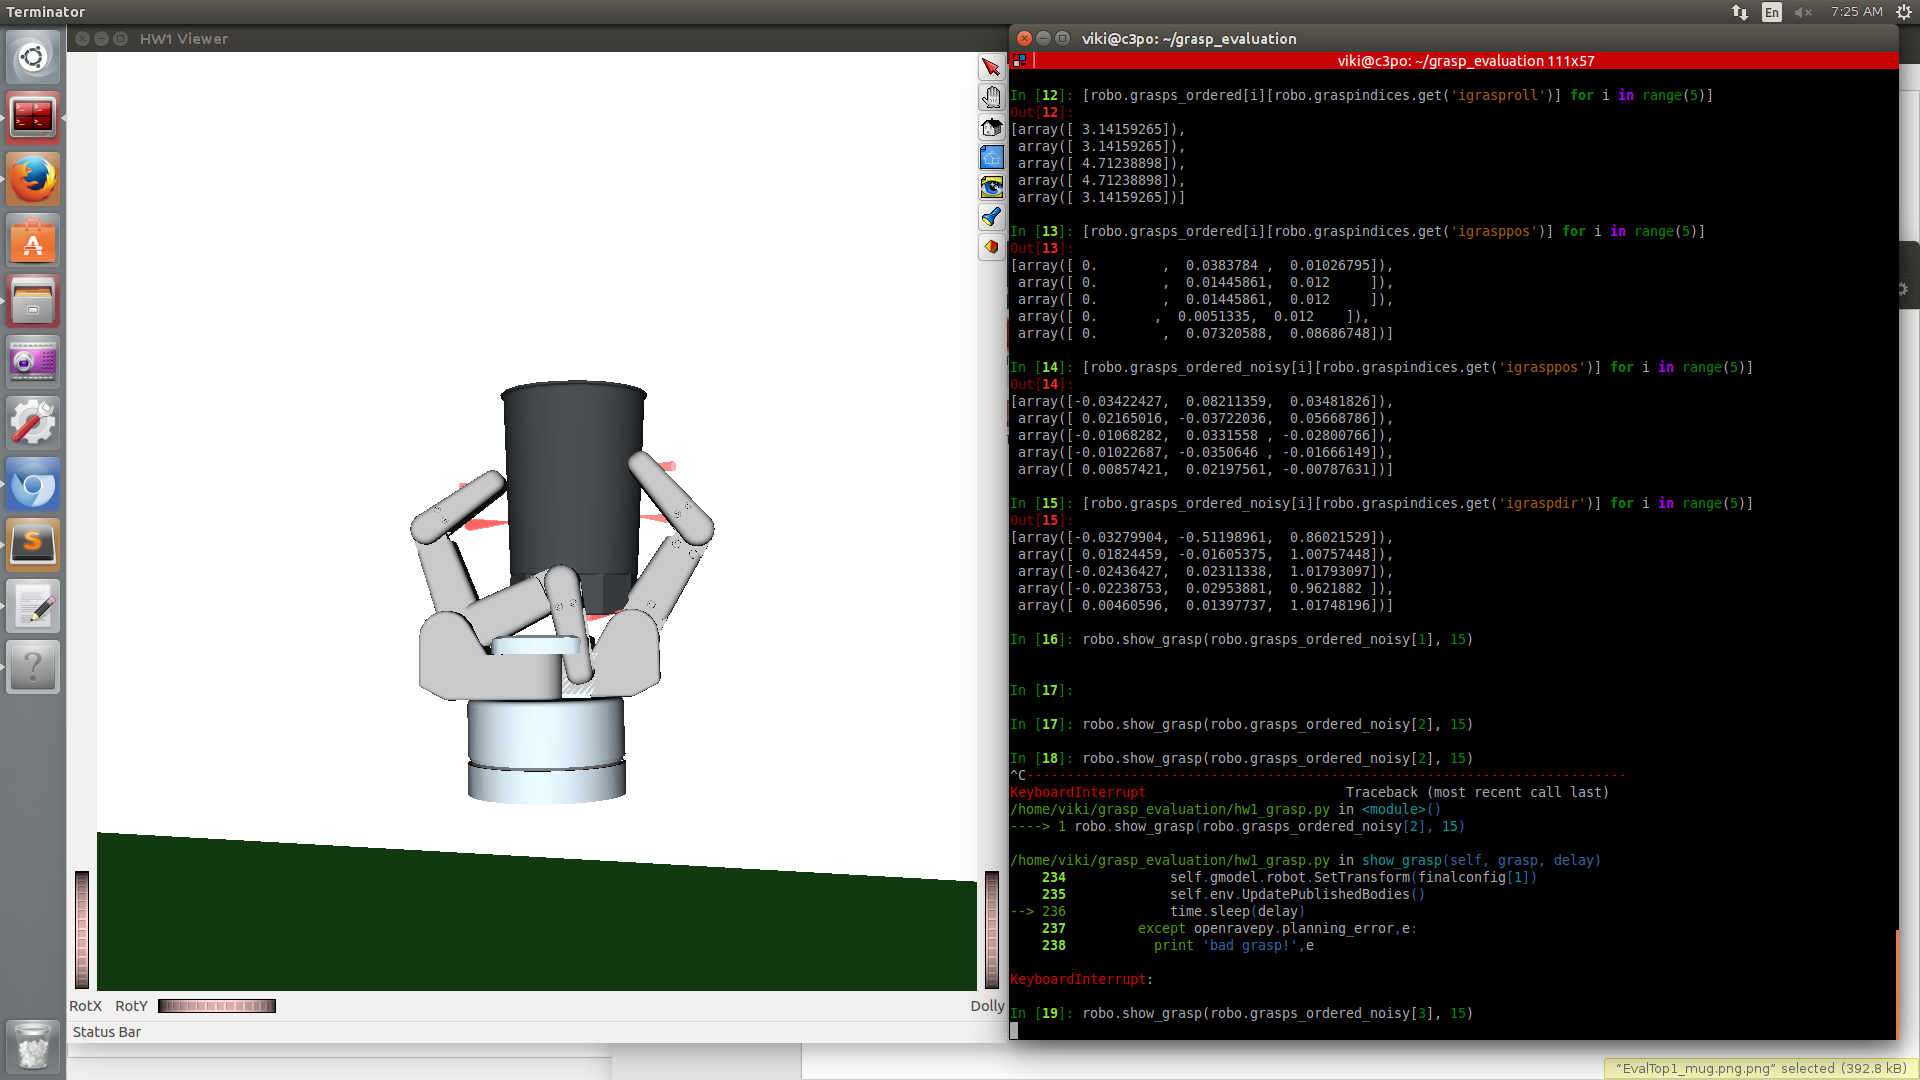 Terminator
En
7:25 AM
HW1 Viewer
RotX
RotY
Dolly
Status Bar
viki@c3po: ~/grasp_evaluation
viki@c3po: ~/grasp_evaluation 111x57
In [12]: [robo.grasps_ordered[i][robo.graspindices.get('igrasproll')] for i in range(5)]
Out[12]:
[array([ 3.14159265]),
 array([ 3.14159265]),
 array([ 4.71238898]),
 array([ 4.71238898]),
 array([ 3.14159265])]
In [13]: [robo.grasps_ordered[i][robo.graspindices.get('igrasppos')] for i in range(5)]
Out[13]:
[array([ 0.        ,  0.0383784 ,  0.01026795]),
 array([ 0.        ,  0.01445861,  0.012     ]),
 array([ 0.        ,  0.01445861,  0.012     ]),
 array([ 0.       ,  0.0051335,  0.012    ]),
 array([ 0.        ,  0.07320588,  0.08686748])]
In [14]: [robo.grasps_ordered_noisy[i][robo.graspindices.get('igrasppos')] for i in range(5)]
Out[14]:
[array([-0.03422427,  0.08211359,  0.03481826]),
 array([ 0.02165016, -0.03722036,  0.05668786]),
 array([-0.01068282,  0.0331558 , -0.02800766]),
 array([-0.01022687, -0.0350646 , -0.01666149]),
 array([ 0.00857421,  0.02197561, -0.00787631])]
In [15]: [robo.grasps_ordered_noisy[i][robo.graspindices.get('igraspdir')] for i in range(5)]
Out[15]:
[array([-0.03279904, -0.51198961,  0.86021529]),
 array([ 0.01824459, -0.01605375,  1.00757448]),
 array([-0.02436427,  0.02311338,  1.01793097]),
 array([-0.02238753,  0.02953881,  0.9621882 ]),
 array([ 0.00460596,  0.01397737,  1.01748196])]
In [16]: robo.show_grasp(robo.grasps_ordered_noisy[1], 15)
In [17]:
In [17]: robo.show_grasp(robo.grasps_ordered_noisy[2], 15)
In [18]: robo.show_grasp(robo.grasps_ordered_noisy[2], 15)
^C---------------------------------------------------------------------------
KeyboardInterrupt                         Traceback (most recent call last)
/home/viki/grasp_evaluation/hw1_grasp.py in <module>()
----> 1 robo.show_grasp(robo.grasps_ordered_noisy[2], 15)
/home/viki/grasp_evaluation/hw1_grasp.py in show_grasp(self, grasp, delay)
    234             self.gmodel.robot.SetTransform(finalconfig[1])
    235             self.env.UpdatePublishedBodies()
--> 236             time.sleep(delay)
    237         except openravepy.planning_error,e:
    238           print 'bad grasp!',e
KeyboardInterrupt:
In [19]: robo.show_grasp(robo.grasps_ordered_noisy[3], 15)
"EvalTop1_mug.png.png" selected (392.8 kB)